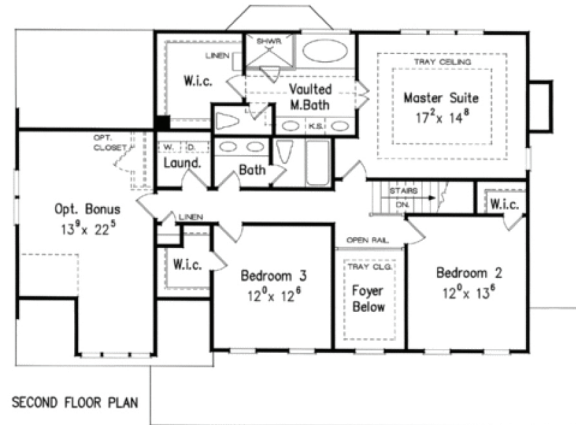 SHWR.
LINEN
W.i.c.
TRAY CEILING
Vaulted
M.Bath
Master Suite
17² x 14⁸
K.S.
OPT.
CLOSET
W. D.
Laund.
Bath
STAIRS
DN.
W.i.c.
Opt. Bonus
13⁹ x 22⁵
LINEN
OPEN RAIL
W.i.c.
Bedroom 3
12⁰ x 12⁶
TRAY CLG.
Foyer
Below
Bedroom 2
12⁰ x 13⁶
SECOND FLOOR PLAN